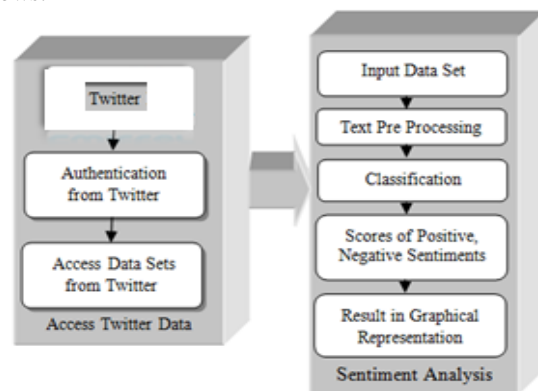 Twitter
Authentication
from Twitter
Access Data Sets
from Twitter
Access Twitter Data
Input Data Set
Text Pre Processing
Classification
Scores of Positive,
Negative Sentiments
Result in Graphical
Representation
Sentiment Analysis